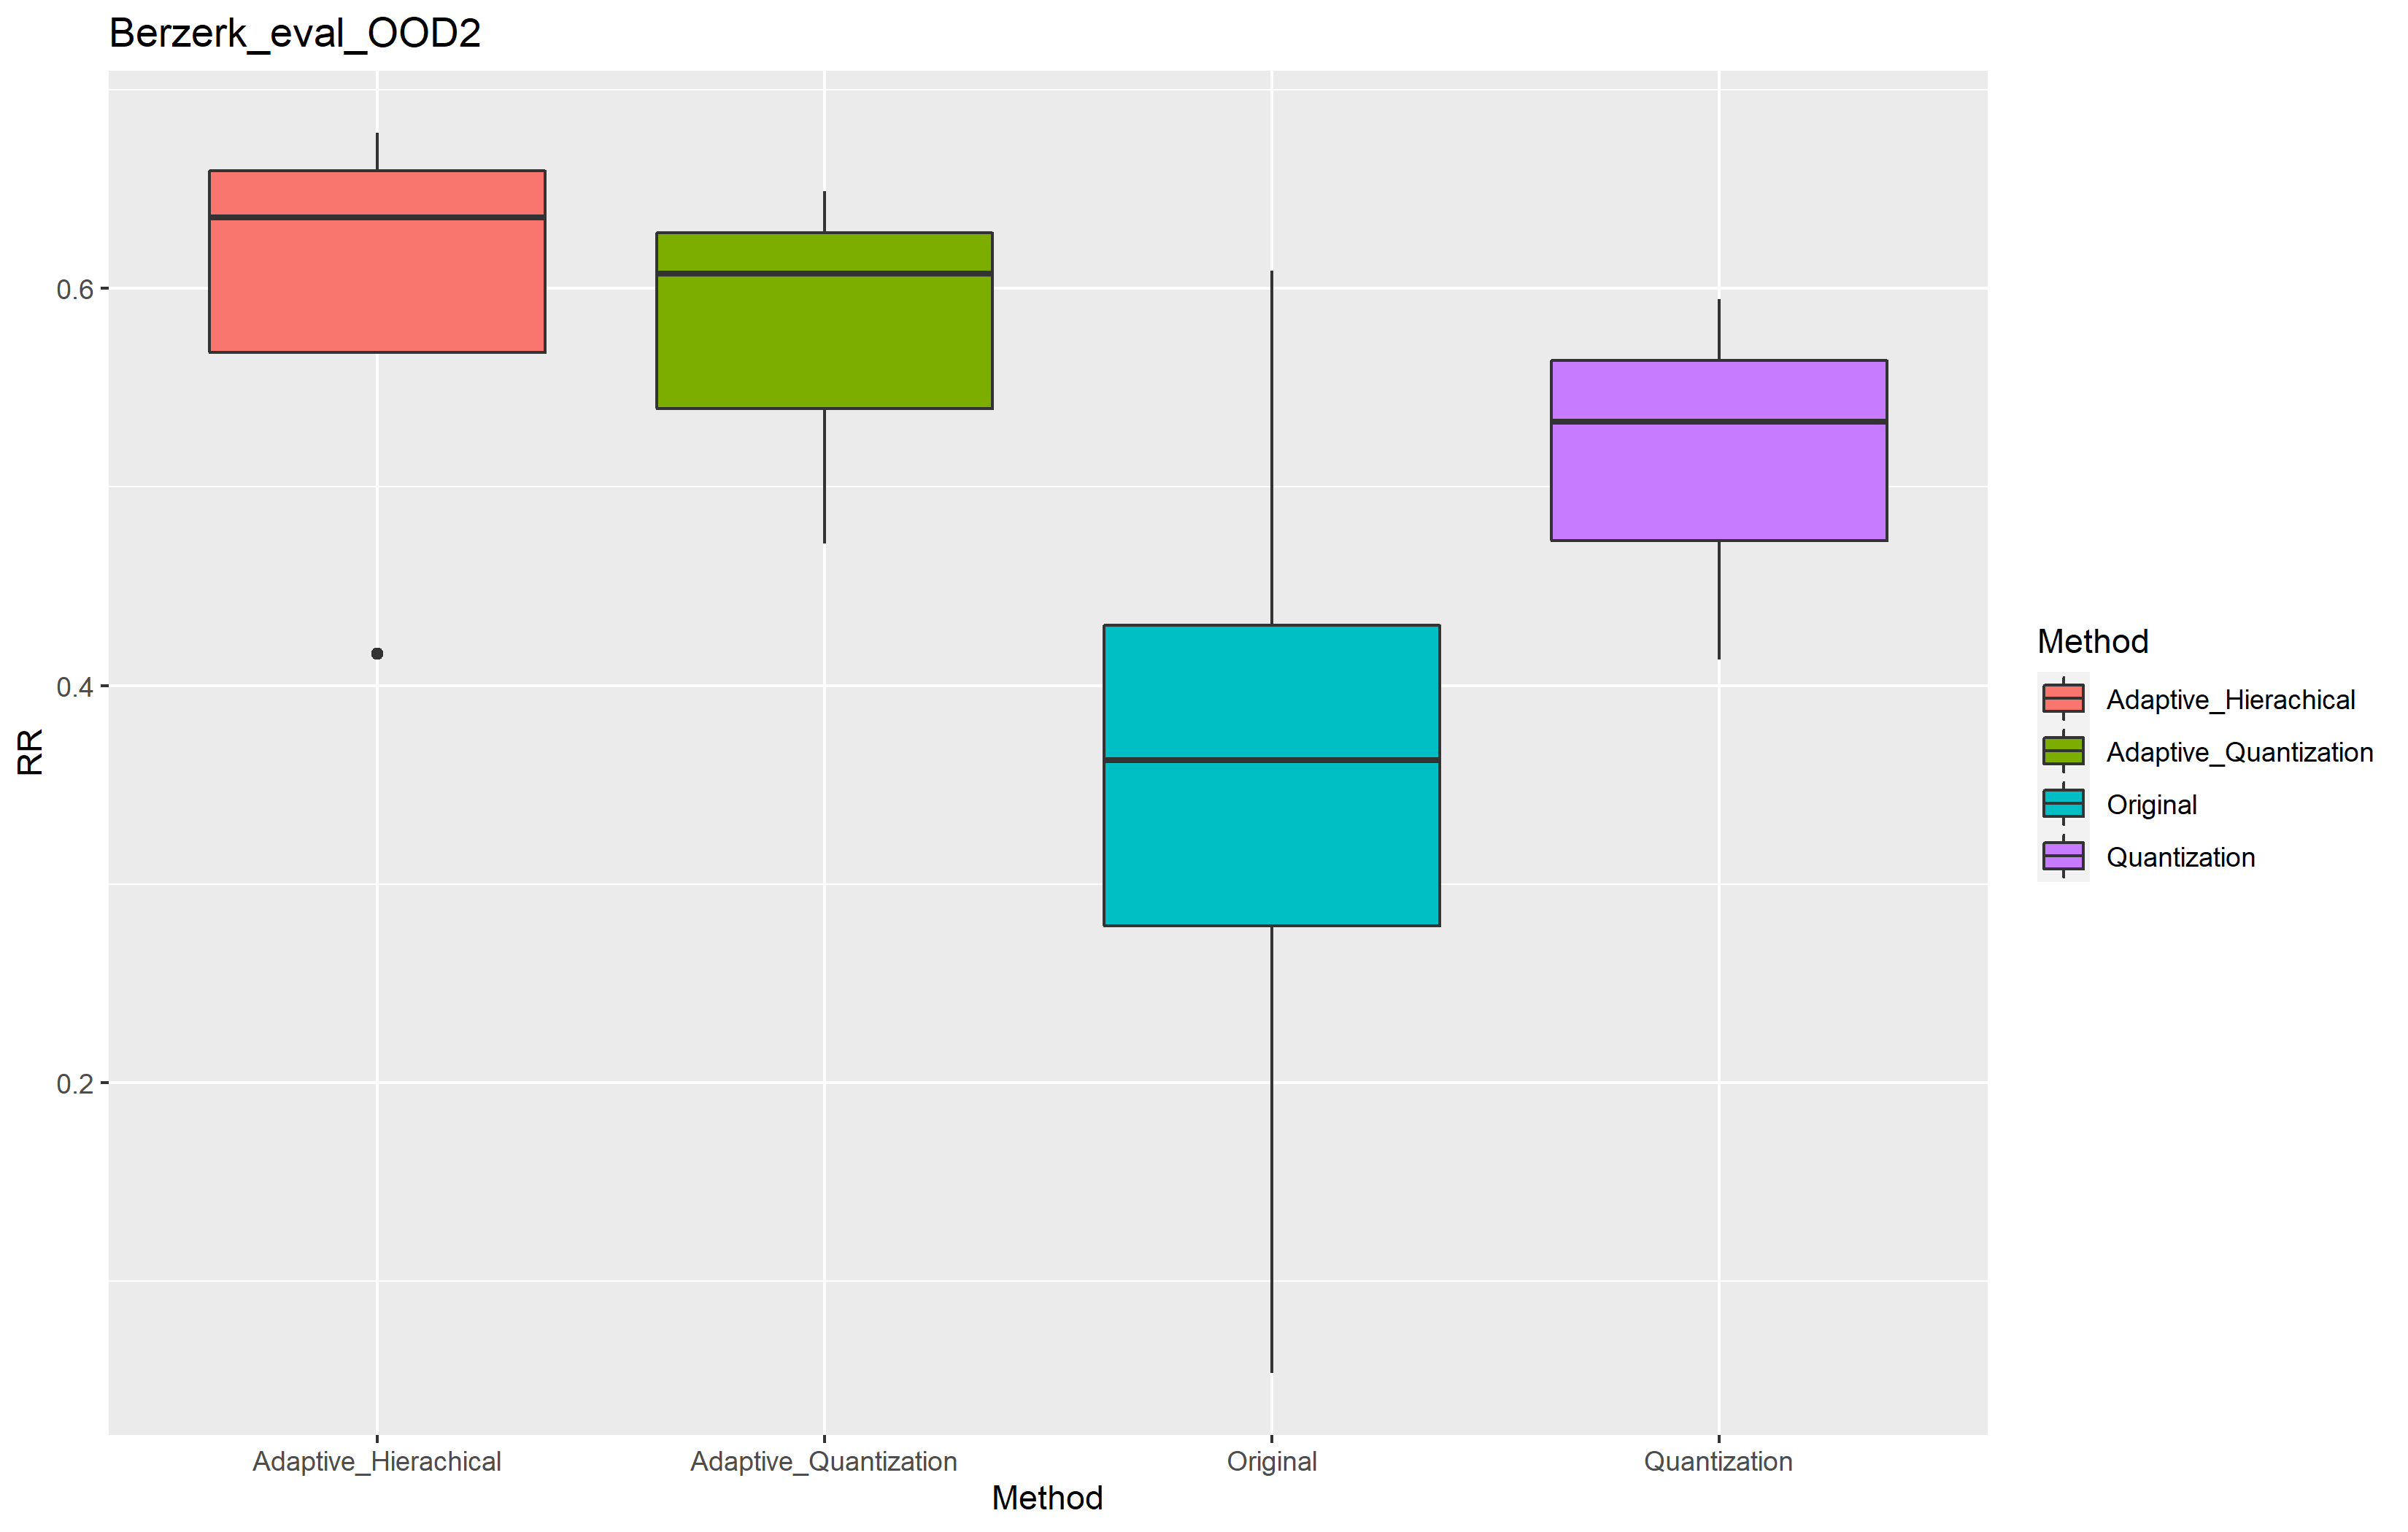 Berzerk_eval_OOD2
RR
0.6
0.4
0.2
Adaptive_Hierachical
Adaptive_Quantization
Original
Quantization
Method
Method
Adaptive_Hierachical
Adaptive_Quantization
Original
Quantization